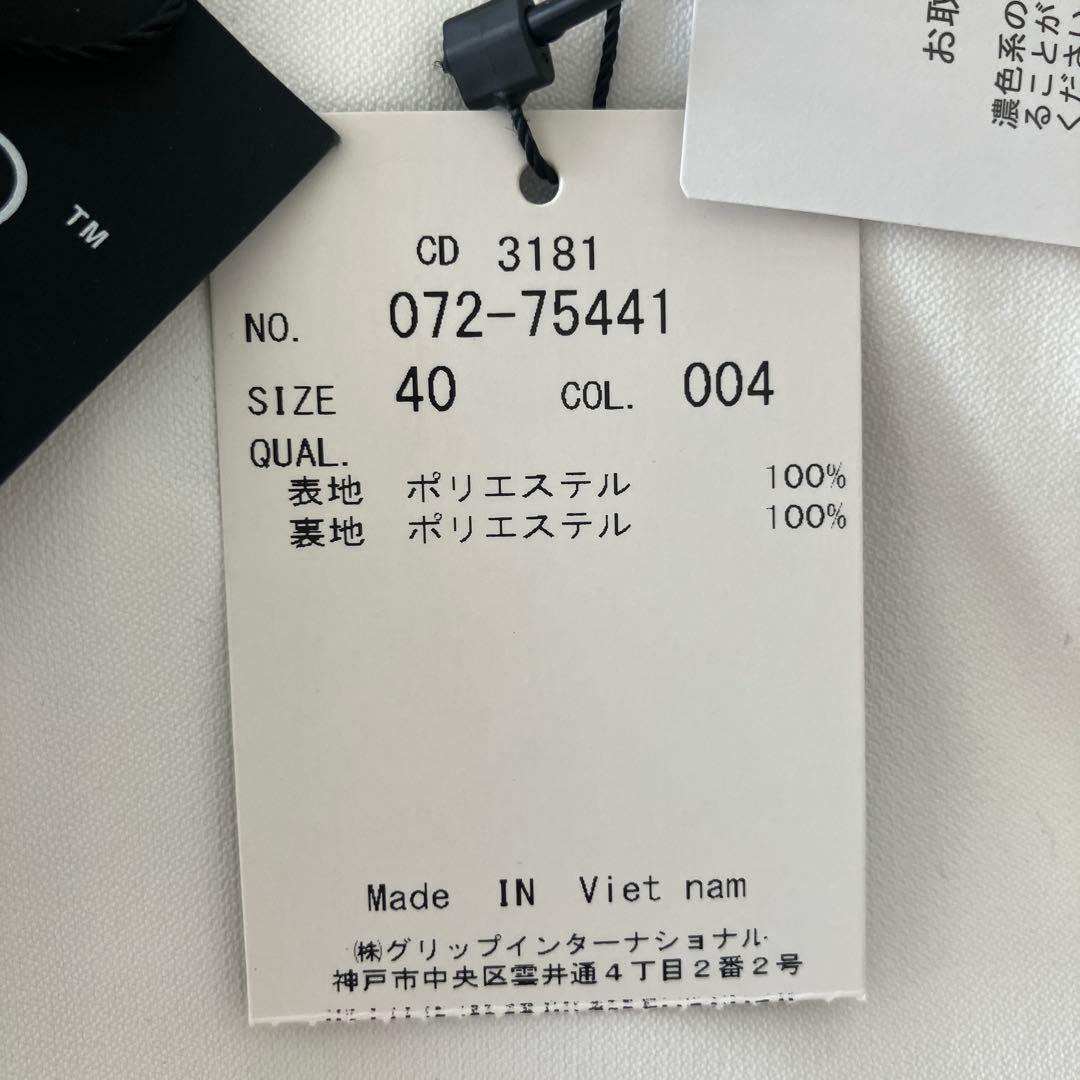 TM
お取
濃色系の
ることが
ください
CD 3181
NO. 072-75441
SIZE 40 COL. 004
QUAL.
表地 ポリエステル 100%
裏地 ポリエステル 100%
Made IN Viet nam
㈱グリップインターナショナル
神戸市中央区雲井通4丁目2番2号